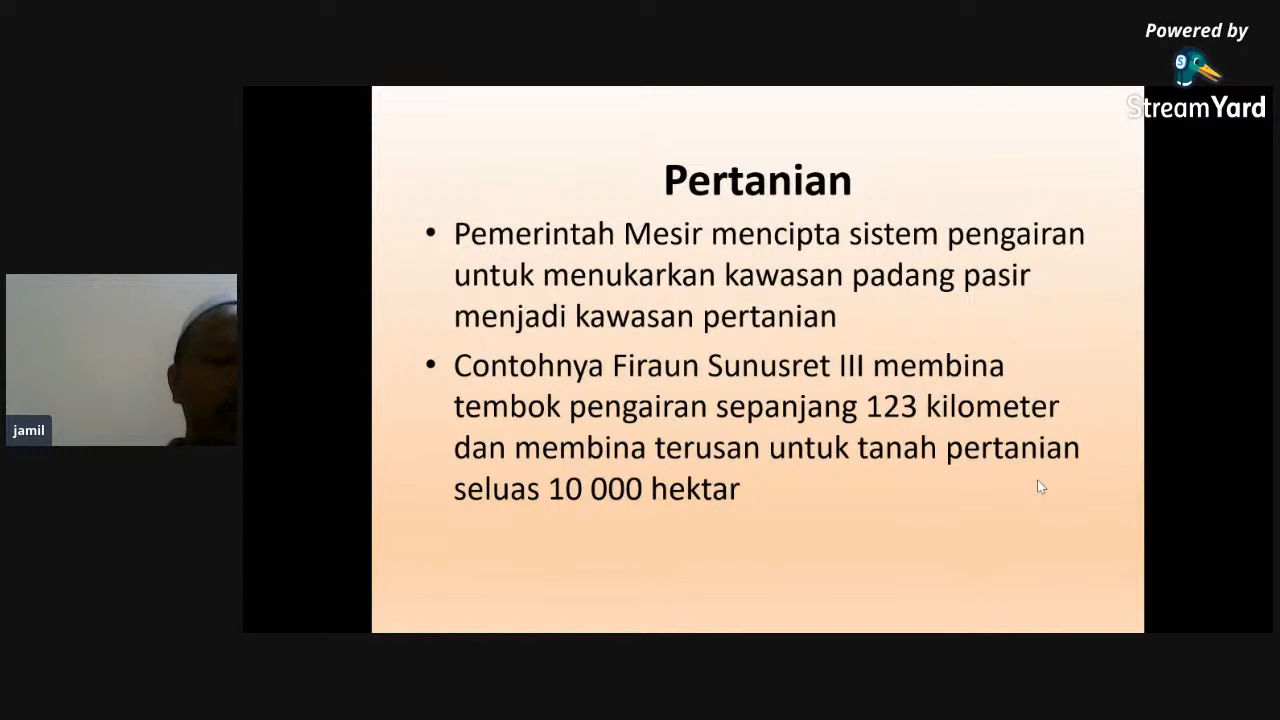 Powered by
StreamYard
Pertanian
• Pemerintah Mesir mencipta sistem pengairan
untuk menukarkan kawasan padang pasir
menjadi kawasan pertanian
• Contohnya Firaun Sunusret III membina
tembok pengairan sepanjang 123 kilometer
dan membina terusan untuk tanah pertanian
seluas 10 000 hektar
jamil